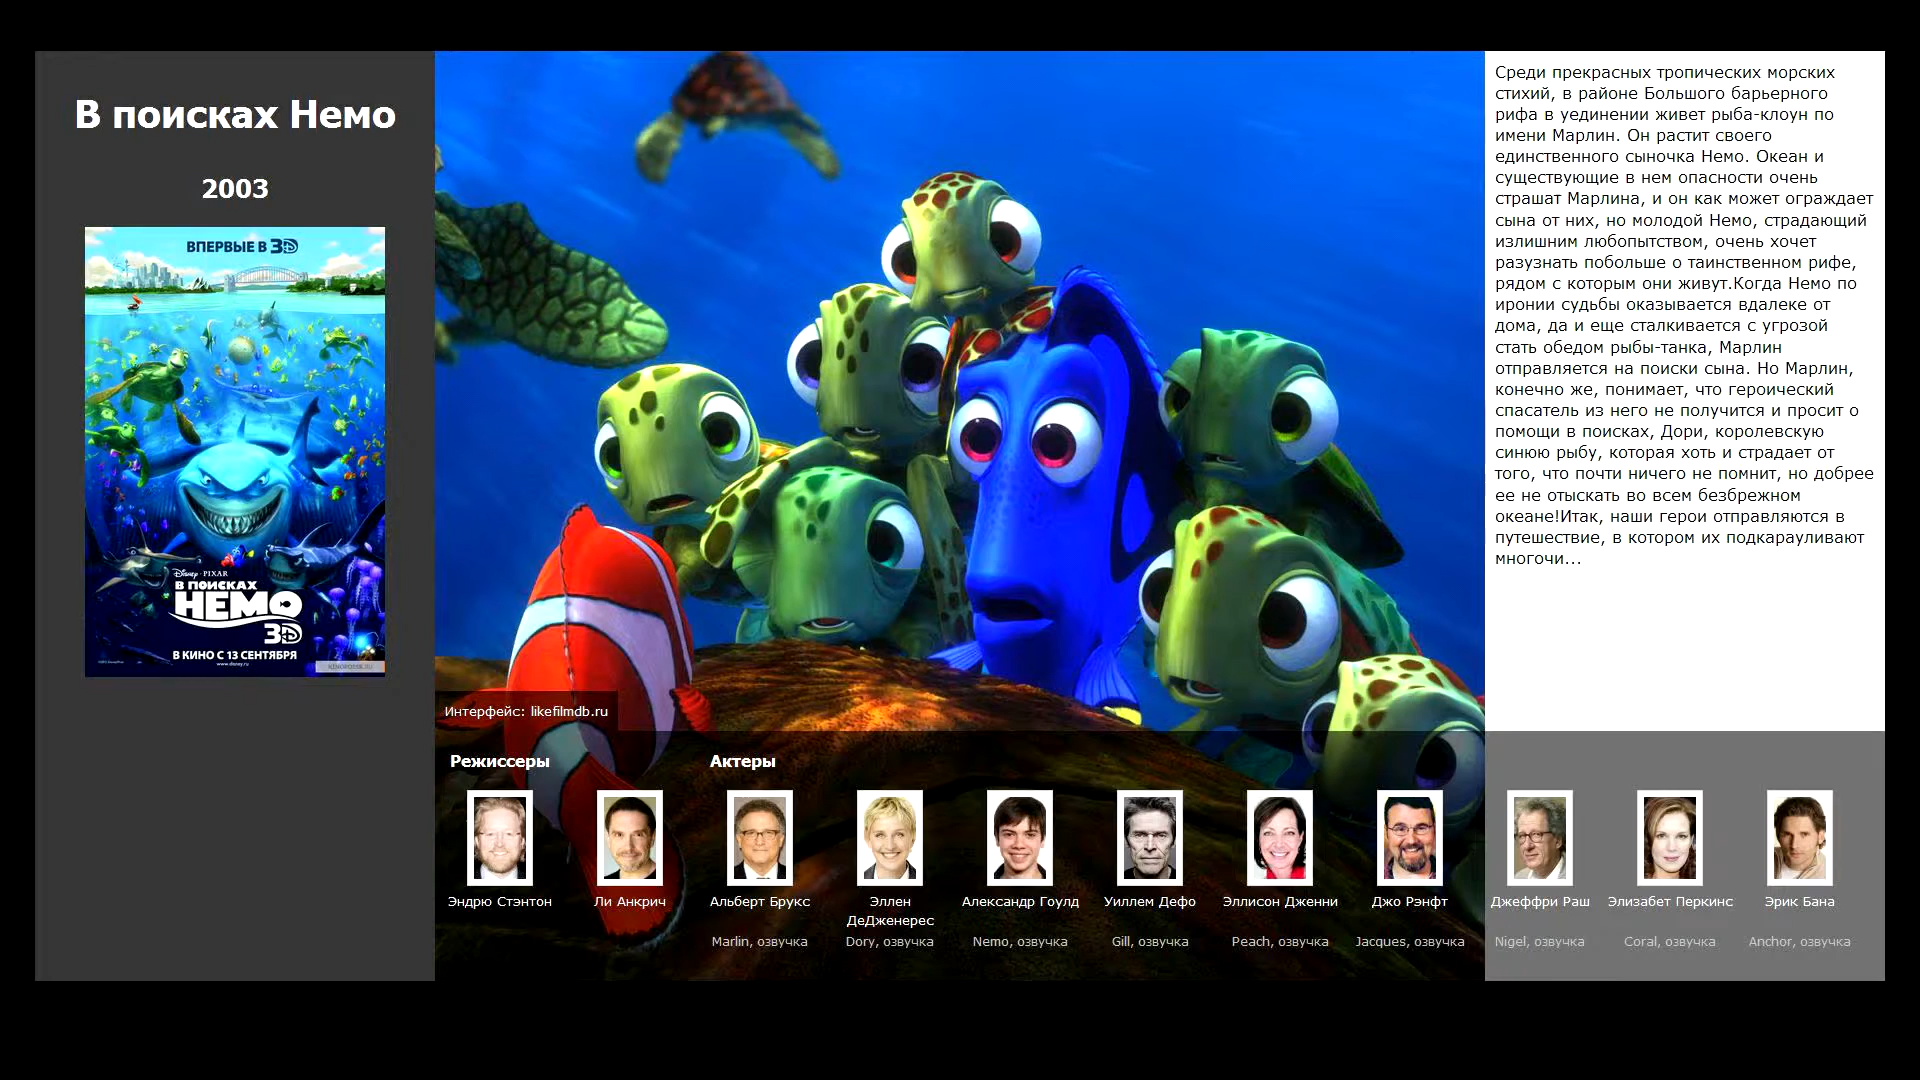 В поисках Немо
2003
ВПЕРВЫЕ В 3D
Disney · PIXAR
В ПОИСКАХ
НЕМО
3D
В КИНО С 13 СЕНТЯБРЯ
www.disney.ru
KINOPOISK.RU
Среди прекрасных тропических морских
стихий, в районе Большого барьерного
рифа в уединении живет рыба-клоун по
имени Марлин. Он растит своего
единственного сыночка Немо. Океан и
существующие в нем опасности очень
страшат Марлина, и он как может ограждает
сына от них, но молодой Немо, страдающий
излишним любопытством, очень хочет
разузнать побольше о таинственном рифе,
рядом с которым они живут.Когда Немо по
иронии судьбы оказывается вдалеке от
дома, да и еще сталкивается с угрозой
стать обедом рыбы-танка, Марлин
отправляется на поиски сына. Но Марлин,
конечно же, понимает, что героический
спасатель из него не получится и просит о
помощи в поисках, Дори, королевскую
синюю рыбу, которая хоть и страдает от
того, что почти ничего не помнит, но добрее
ее не отыскать во всем безбрежном
океане!Итак, наши герои отправляются в
путешествие, в котором их подкарауливают
многочи...
Интерфейс: likefilmdb.ru
Режиссеры
Актеры
Эндрю Стэнтон
Ли Анкрич
Альберт Брукс
Marlin, озвучка
Эллен
ДеДженерес
Dory, озвучка
Александр Гоулд
Nemo, озвучка
Уиллем Дефо
Gill, озвучка
Эллисон Дженни
Peach, озвучка
Джо Рэнфт
Jacques, озвучка
Джеффри Раш
Nigel, озвучка
Элизабет Перкинс
Coral, озвучка
Эрик Бана
Anchor, озвучка